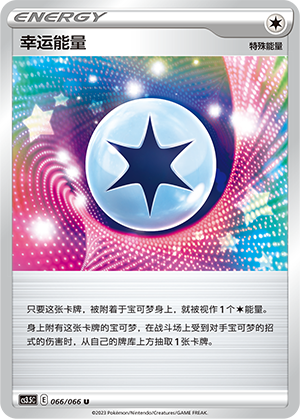 ENERGY
幸运能量
特殊能量
只要这张卡牌，被附着于宝可梦身上，就被视作1个能量。
身上附有这张卡牌的宝可梦，在战斗场上受到对手宝可梦的招
式的伤害时，从自己的牌库上方抽取1张卡牌。
CS3.5C E 066/066 U
©2023 Pokémon/Nintendo/Creatures/GAME FREAK.